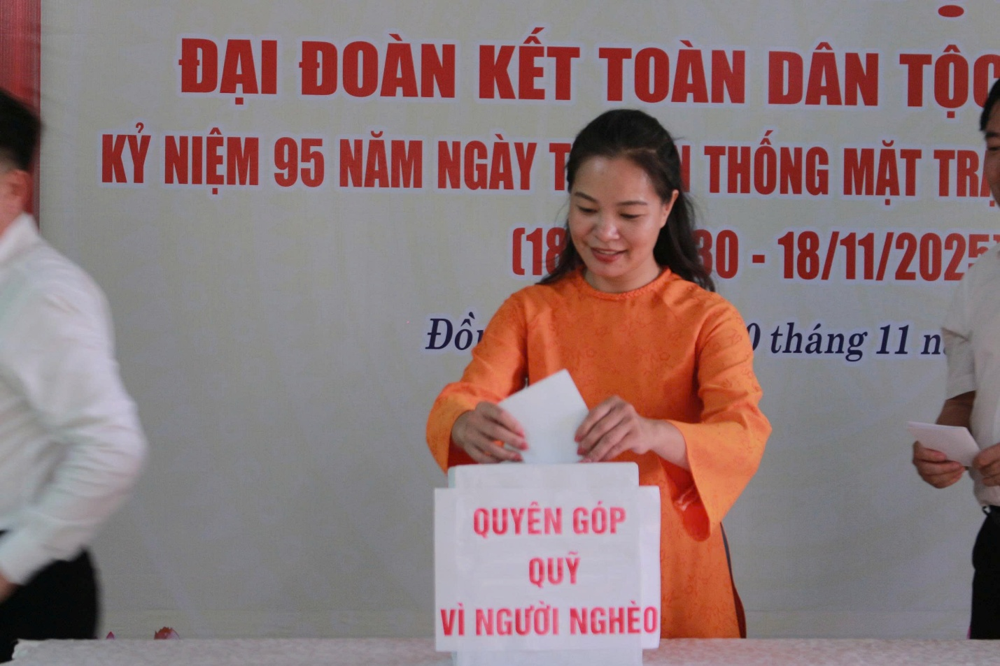 ĐẠI ĐOÀN KẾT TOÀN DÂN TỘC
KỶ NIỆM 95 NĂM NGÀY THỐNG MẶT
30 - 18/11/2025
tháng 11
QUYÊN GÓP
QUỸ
VÌ NGƯỜI NGHÈO